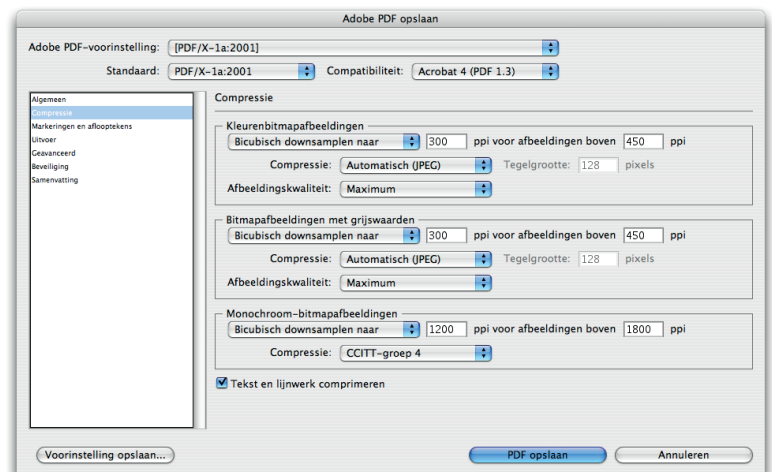 Adobe PDF opslaan
Adobe PDF-voorinstelling: [PDF/X-1a:2001]
Standaard: PDF/X-1a:2001 Compatibiliteit: Acrobat 4 (PDF 1.3)
Algemeen
Compressie
Markeringen en aflooptekens
Uitvoer
Geavanceerd
Beveiliging
Samenvatting
Compressie
Kleurenbitmapafbeeldingen
Bicubisch downsamplen naar 300 ppi voor afbeeldingen boven 450 ppi
Compressie: Automatisch (JPEG) Tegelgrootte: 128 pixels
Afbeeldingskwaliteit: Maximum
Bitmapafbeeldingen met grijswaarden
Bicubisch downsamplen naar 300 ppi voor afbeeldingen boven 450 ppi
Compressie: Automatisch (JPEG) Tegelgrootte: 128 pixels
Afbeeldingskwaliteit: Maximum
Monochroom-bitmapafbeeldingen
Bicubisch downsamplen naar 1200 ppi voor afbeeldingen boven 1800 ppi
Compressie: CCITT-groep 4
Tekst en lijnwerk comprimeren
Voorinstelling opslaan... PDF opslaan Annuleren